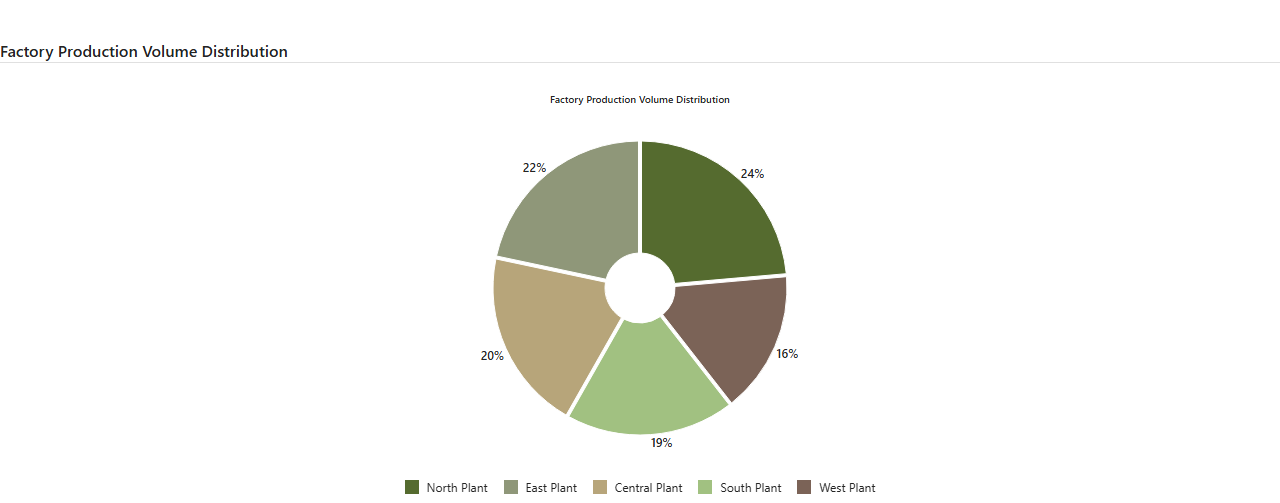 Factory Production Volume Distribution
Factory Production Volume Distribution
22%
24%
20%
16%
19%
North Plant East Plant Central Plant South Plant West Plant